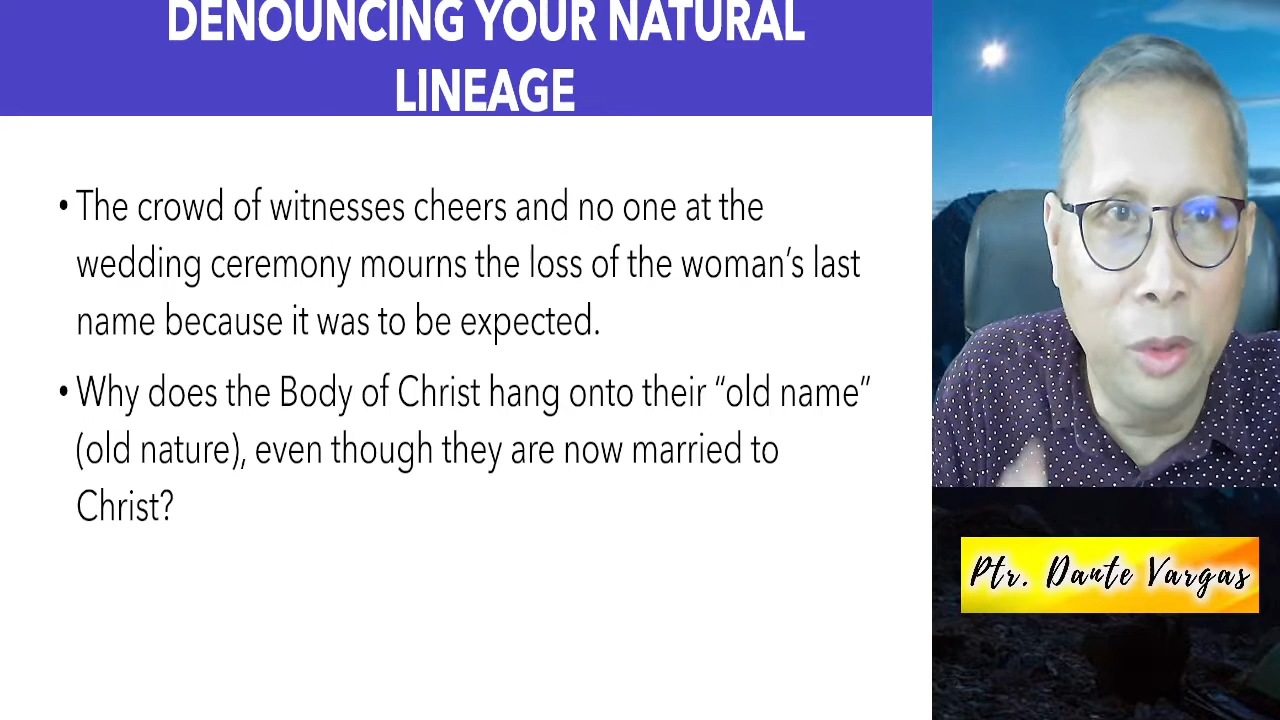 DENOUNCING YOUR NATURAL
LINEAGE
• The crowd of witnesses cheers and no one at the
wedding ceremony mourns the loss of the woman’s last
name because it was to be expected.
• Why does the Body of Christ hang onto their “old name”
(old nature), even though they are now married to
Christ?
Ptr. Dante Vargas